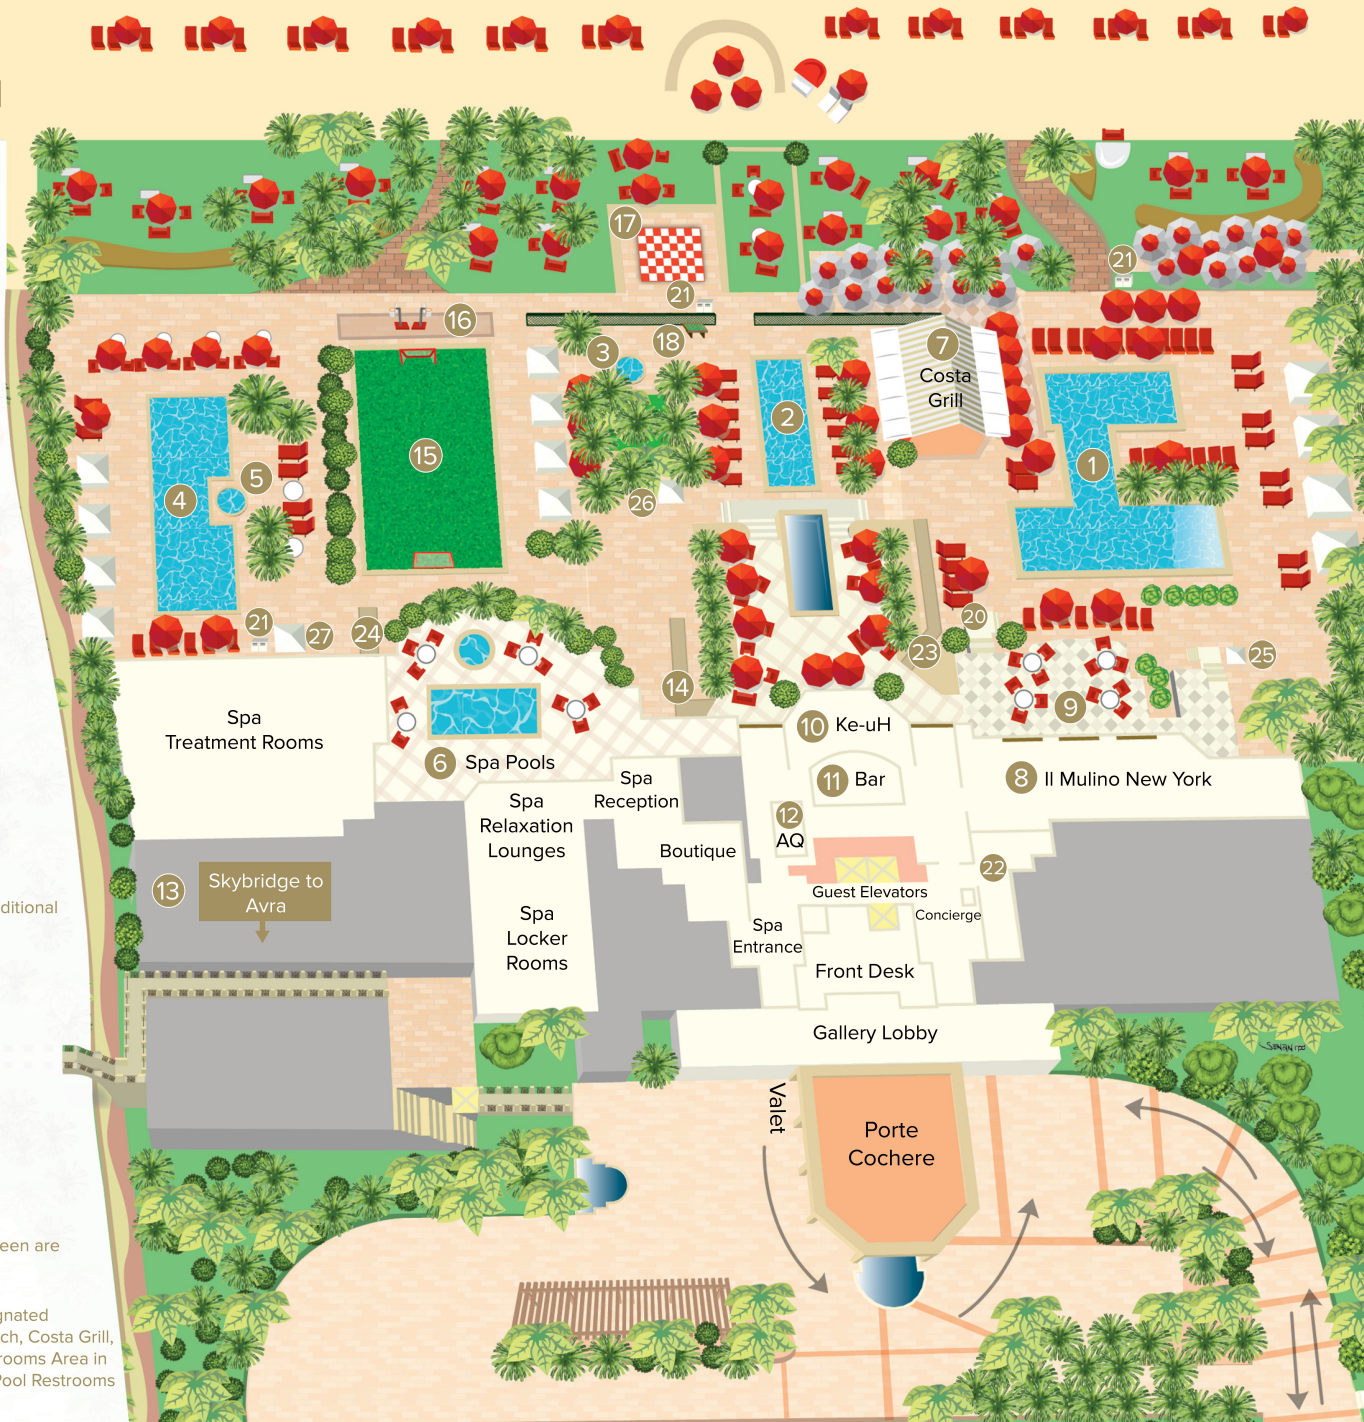 17
21
21
16
18
3
7
Costa
Grill
2
15
1
5
4
26
21
27
24
20
23
25
14
9
Spa
Treatment Rooms
10 Ke-uH
6 Spa Pools
11 Bar
8 Il Mulino New York
Spa
Reception
Spa
Relaxation
Lounges
12
AQ
Boutique
22
13
Skybridge to
Avra
Guest Elevators
Concierge
Spa
Locker
Rooms
Spa
Entrance
Front Desk
Gallery Lobby
Valet
Porte
Cochere
ditional
een are
gnated
ch, Costa Grill,
rooms Area in
Pool Restrooms